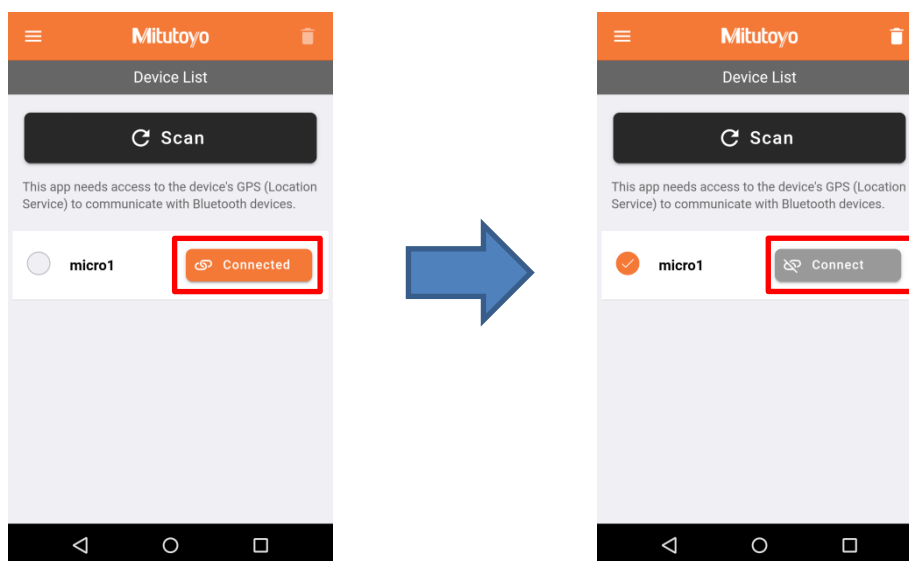 Mitutoyo
Device List
Scan
This app needs access to the device's GPS (Location
Service) to communicate with Bluetooth devices.
micro1
Connected
Mitutoyo
Device List
Scan
This app needs access to the device's GPS (Location
Service) to communicate with Bluetooth devices.
micro1
Connect